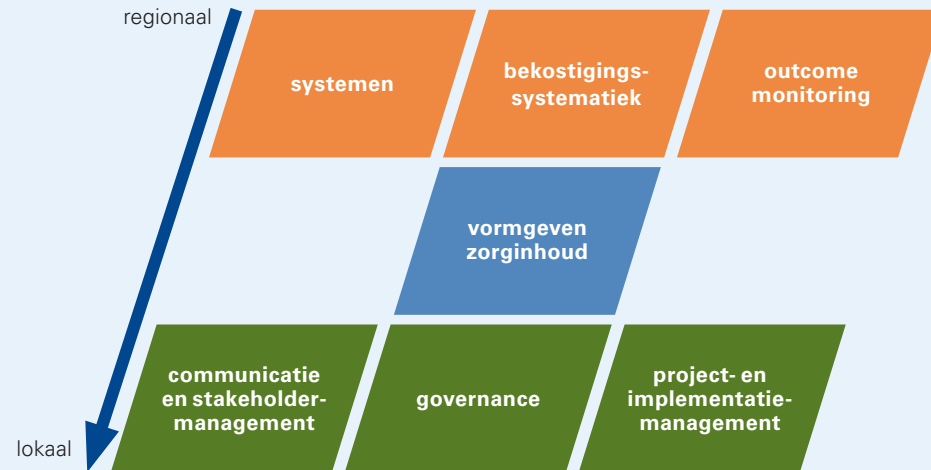 regionaal
systemen
bekostigings-
systematiek
outcome
monitoring
vormgeven
zorginhoud
communicatie
en stakeholder-
management
governance
project- en
implementatie-
management
lokaal